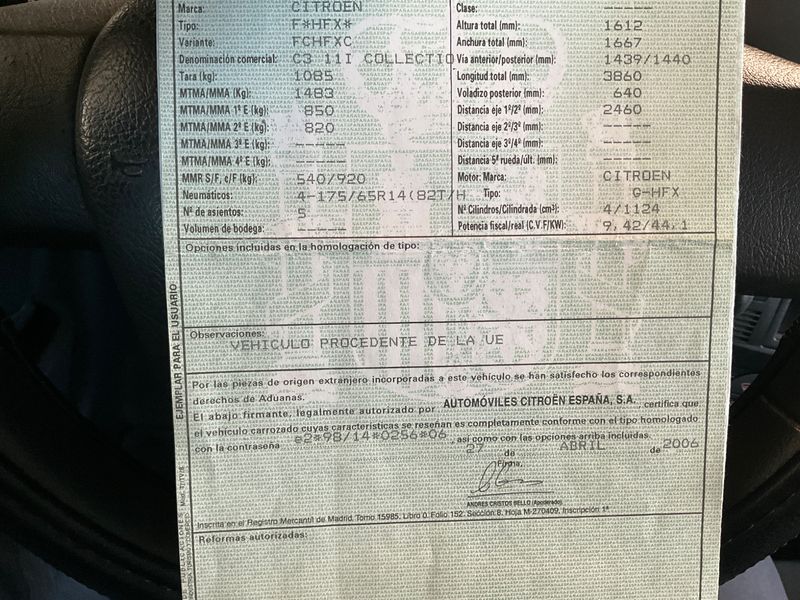 Marca: CITROEN Clase: -----
Tipo: F*HFX* Altura total (mm): 1612
Variante: FCHFXC Anchura total (mm): 1667
Denominación comercial: C3 11I COLLECTIO Vía anterior/posterior (mm): 1439/1440
Tara (kg): 1085 Longitud total (mm): 3860
MTMA/MMA (Kg): 1483 Voladizo posterior (mm): 640
MTMA/MMA 1º E (kg): 850 Distancia eje 1º/2º (mm): 2460
MTMA/MMA 2º E (kg): 820 Distancia eje 2º/3º (mm): -----
MTMA/MMA 3º E (kg): ----- Distancia eje 3º/4º (mm): -----
MTMA/MMA 4º E (kg): ----- Distancia 5ª rueda/últ. (mm): -----
MMR S/F, c/F (kg): 540/920 Motor: Marca: CITROEN
Neumáticos: 4-175/65R14(82T/H Tipo: G-HFX
Nº de asientos: 5 Nº Cilindros/Cilindrada (cm³): 4/1124
Volumen de bodega: ----- Potencia fiscal/real (C.V.F/KW): 9,42/44,1
Opciones incluidas en la homologación de tipo:
EJEMPLAR PARA EL USUARIO
Observaciones:
VEHICULO PROCEDENTE DE LA UE
Por las piezas de origen extranjero incorporadas a este vehículo se han satisfecho los correspondientes
derechos de Aduanas.
El abajo firmante, legalmente autorizado por AUTOMÓVILES CITROËN ESPAÑA, S.A. certifica que
el vehículo carrozado cuyas características se reseñan es completamente conforme con el tipo homologado
con la contraseña e2*98/14*0256*06 , así como con las opciones arriba incluidas.
27 de ABRIL de 2006
Firma,
ANDRES CRISTOS BELLO (Apoderado)
Inscrita en el Registro Mercantil de Madrid, Tomo 15985, Libro 0, Folio 152, Sección 8, Hoja M-270409, Inscripción 1ª
Reformas autorizadas: